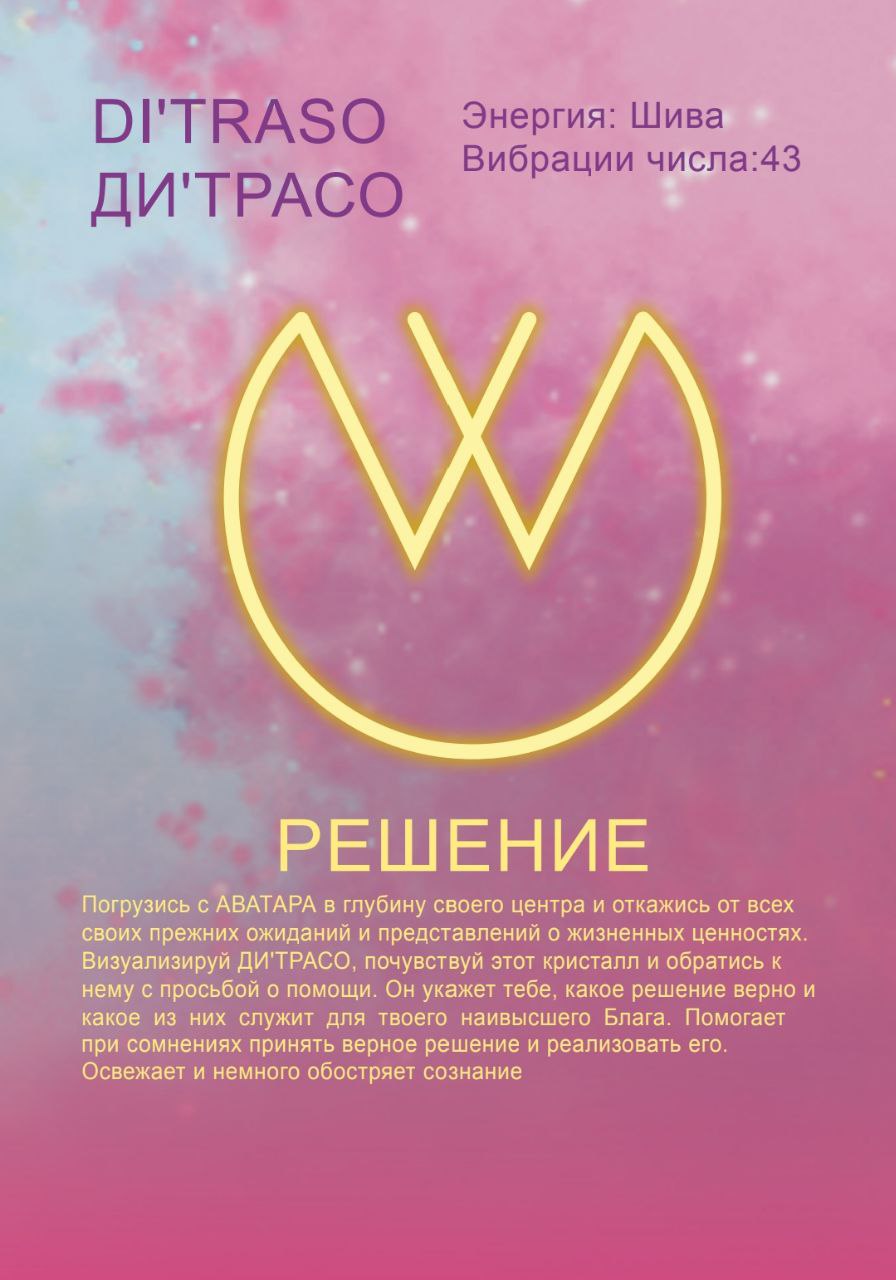 DI'TRASO
ДИ'ТРАСО
Энергия: Шива
Вибрации числа:43
РЕШЕНИЕ
Погрузись с АВАТАРА в глубину своего центра и откажись от всех
своих прежних ожиданий и представлений о жизненных ценностях.
Визуализируй ДИ'ТРАСО, почувствуй этот кристалл и обратись к
нему с просьбой о помощи. Он укажет тебе, какое решение верно и
какое из них служит для твоего наивысшего Блага. Помогает
при сомнениях принять верное решение и реализовать его.
Освежает и немного обостряет сознание